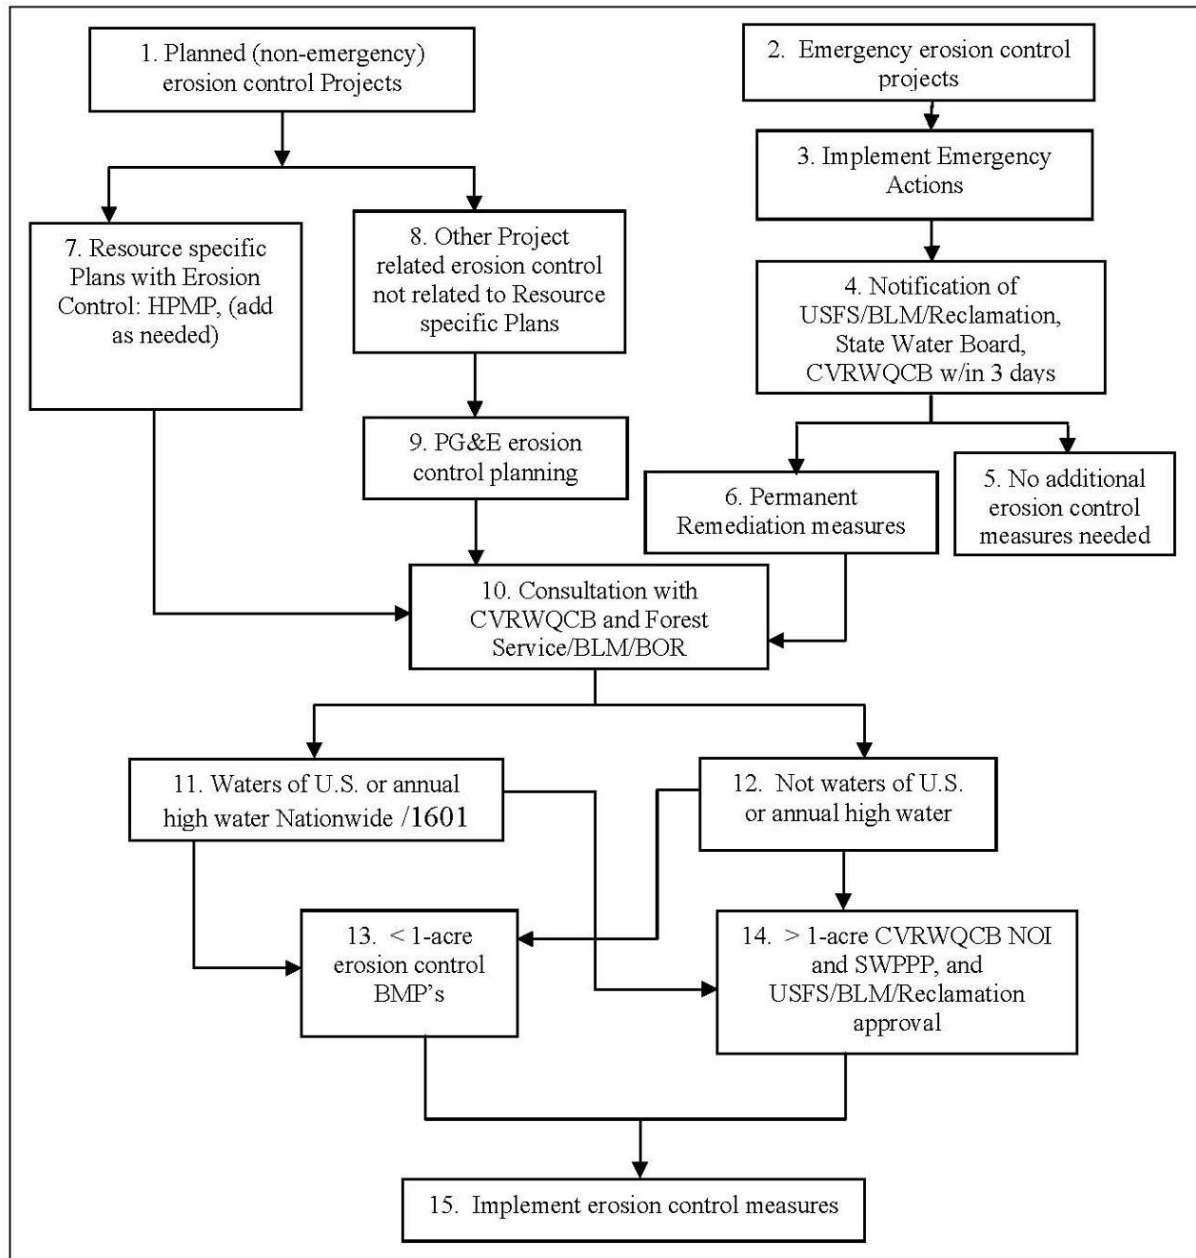 1. Planned (non-emergency)
erosion control Projects
2. Emergency erosion control
projects
3. Implement Emergency
Actions
7. Resource specific
Plans with Erosion
Control: HPMP, (add
as needed)
8. Other Project
related erosion control
not related to Resource
specific Plans
4. Notification of
USFS/BLM/Reclamation,
State Water Board,
CVRWQCB w/in 3 days
9. PG&E erosion
control planning
6. Permanent
Remediation measures
5. No additional
erosion control
measures needed
10. Consultation with
CVRWQCB and Forest
Service/BLM/BOR
11. Waters of U.S. or annual
high water Nationwide /1601
12. Not waters of U.S.
or annual high water
13. < 1-acre
erosion control
BMP's
14. > 1-acre CVRWQCB NOI
and SWPPP, and
USFS/BLM/Reclamation
approval
15. Implement erosion control measures